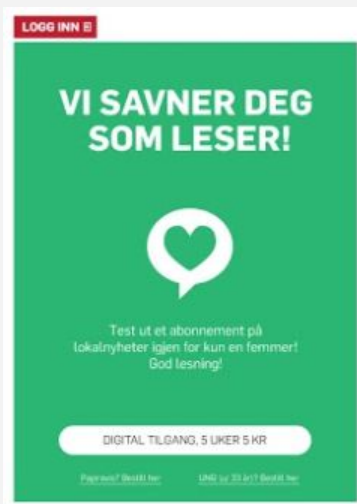 LOGG INN
VI SAVNER DEG
SOM LESER!
Test ut et abonnement på
lokalnyheter igjen for kun en femmer!
God lesning!
DIGITAL TILGANG, 5 UKER 5 KR
Papiravis? Bestill her
UNG (u/ 33 år)? Bestill her